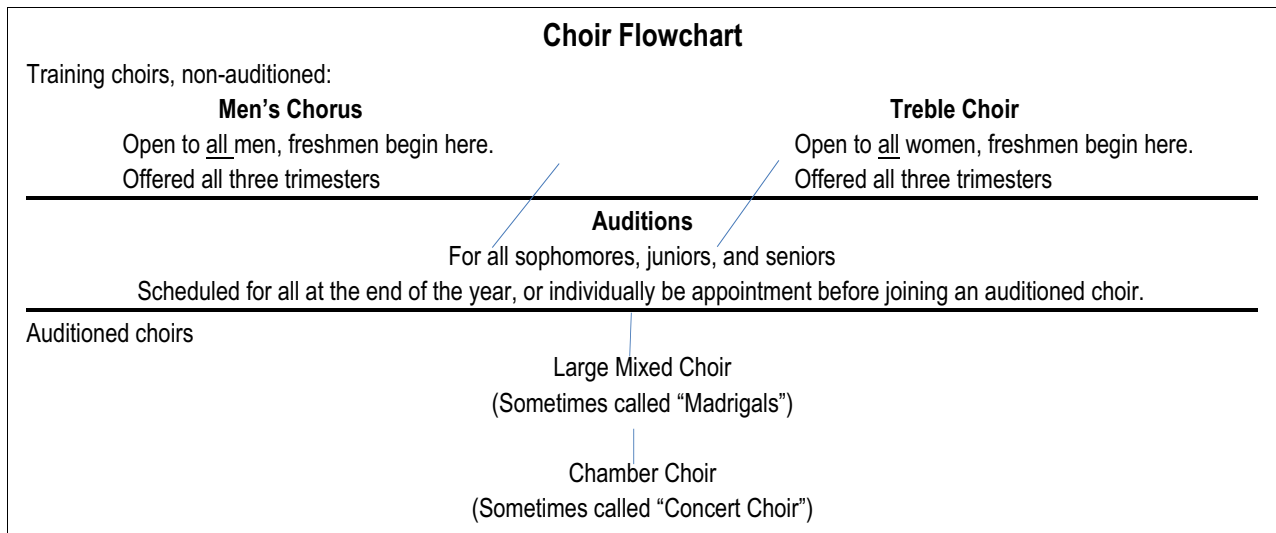 Choir Flowchart
Training choirs, non-auditioned:
Men’s Chorus
Open to all men, freshmen begin here.
Offered all three trimesters
Treble Choir
Open to all women, freshmen begin here.
Offered all three trimesters
Auditions
For all sophomores, juniors, and seniors
Scheduled for all at the end of the year, or individually be appointment before joining an auditioned choir.
Auditioned choirs
Large Mixed Choir
(Sometimes called “Madrigals”)
Chamber Choir
(Sometimes called “Concert Choir”)